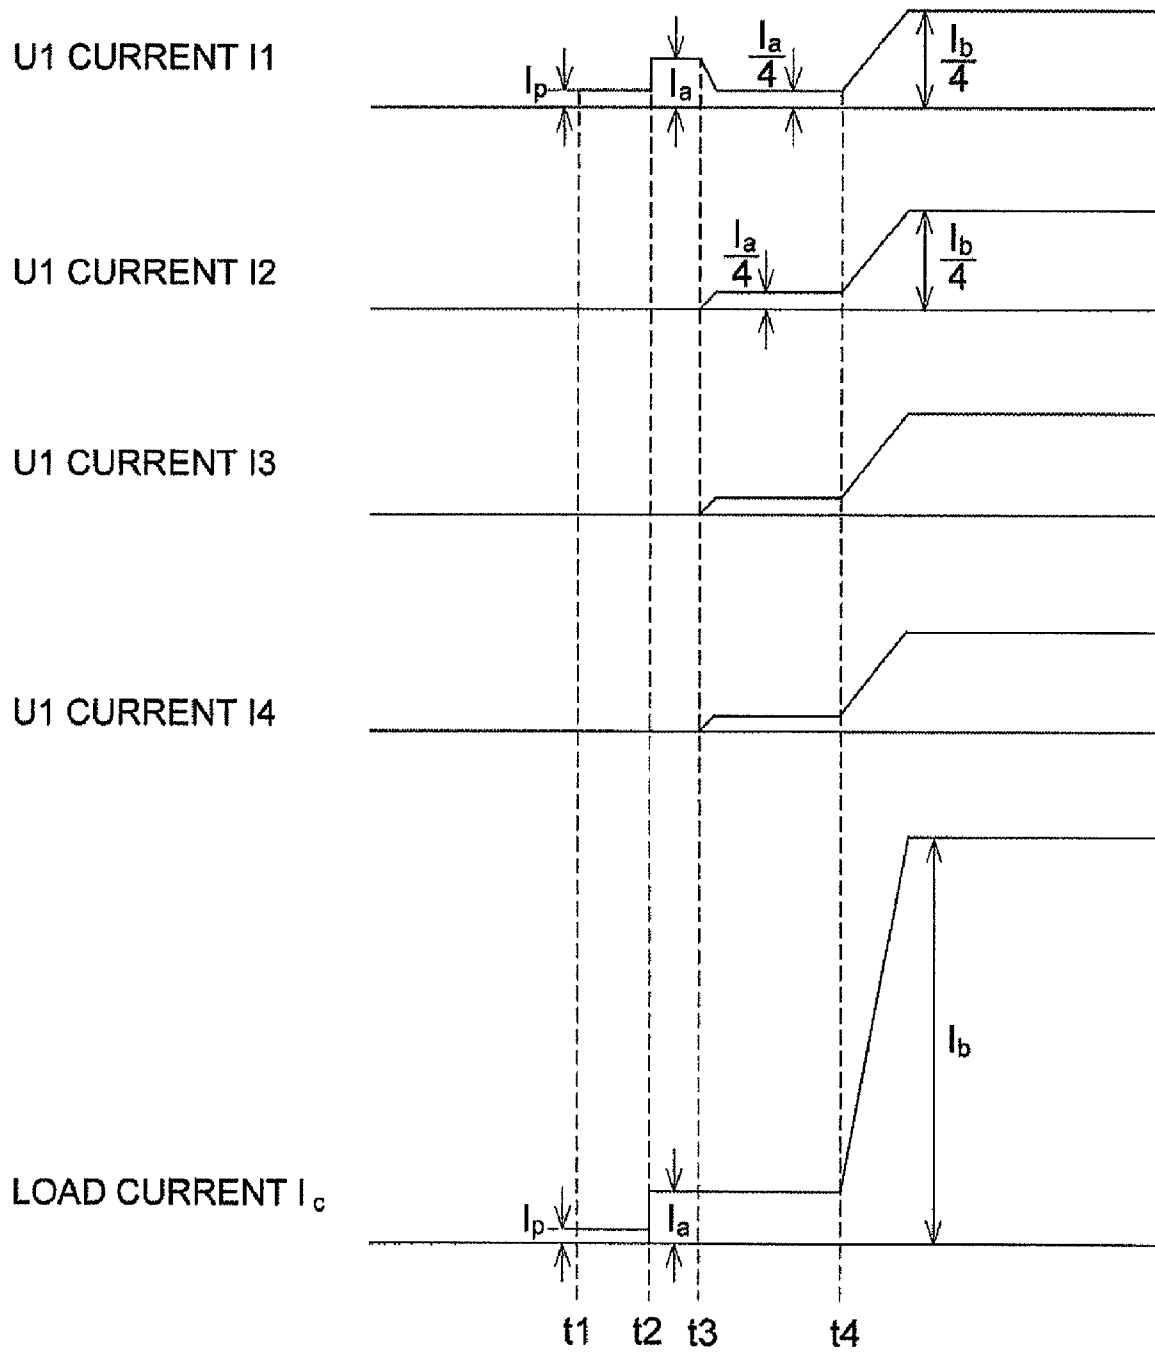 U1 CURRENT I1
Ip
Ia
Ia/4
Ib/4
U1 CURRENT I2
Ia/4
Ib/4
U1 CURRENT I3
U1 CURRENT I4
Ib
LOAD CURRENT Ic
Ip
Ia
t1 t2 t3 t4